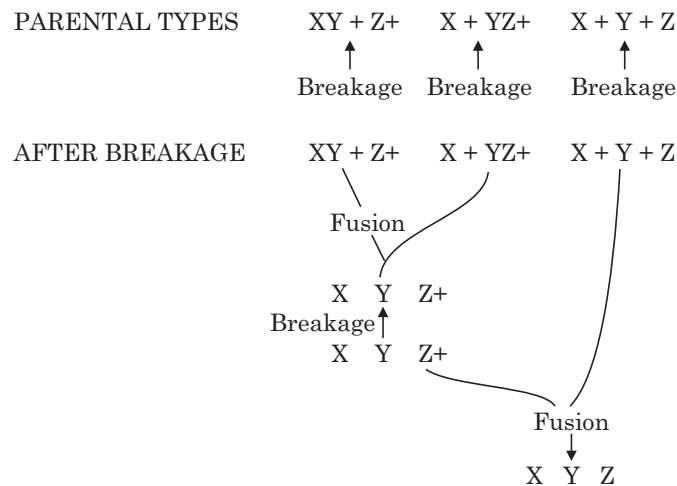 PARENTAL TYPES XY + Z+ X + YZ+ X + Y + Z
Breakage Breakage Breakage
AFTER BREAKAGE XY + Z+ X + YZ+ X + Y + Z
Fusion
X Y Z+
Breakage
X Y Z+
Fusion
X Y Z